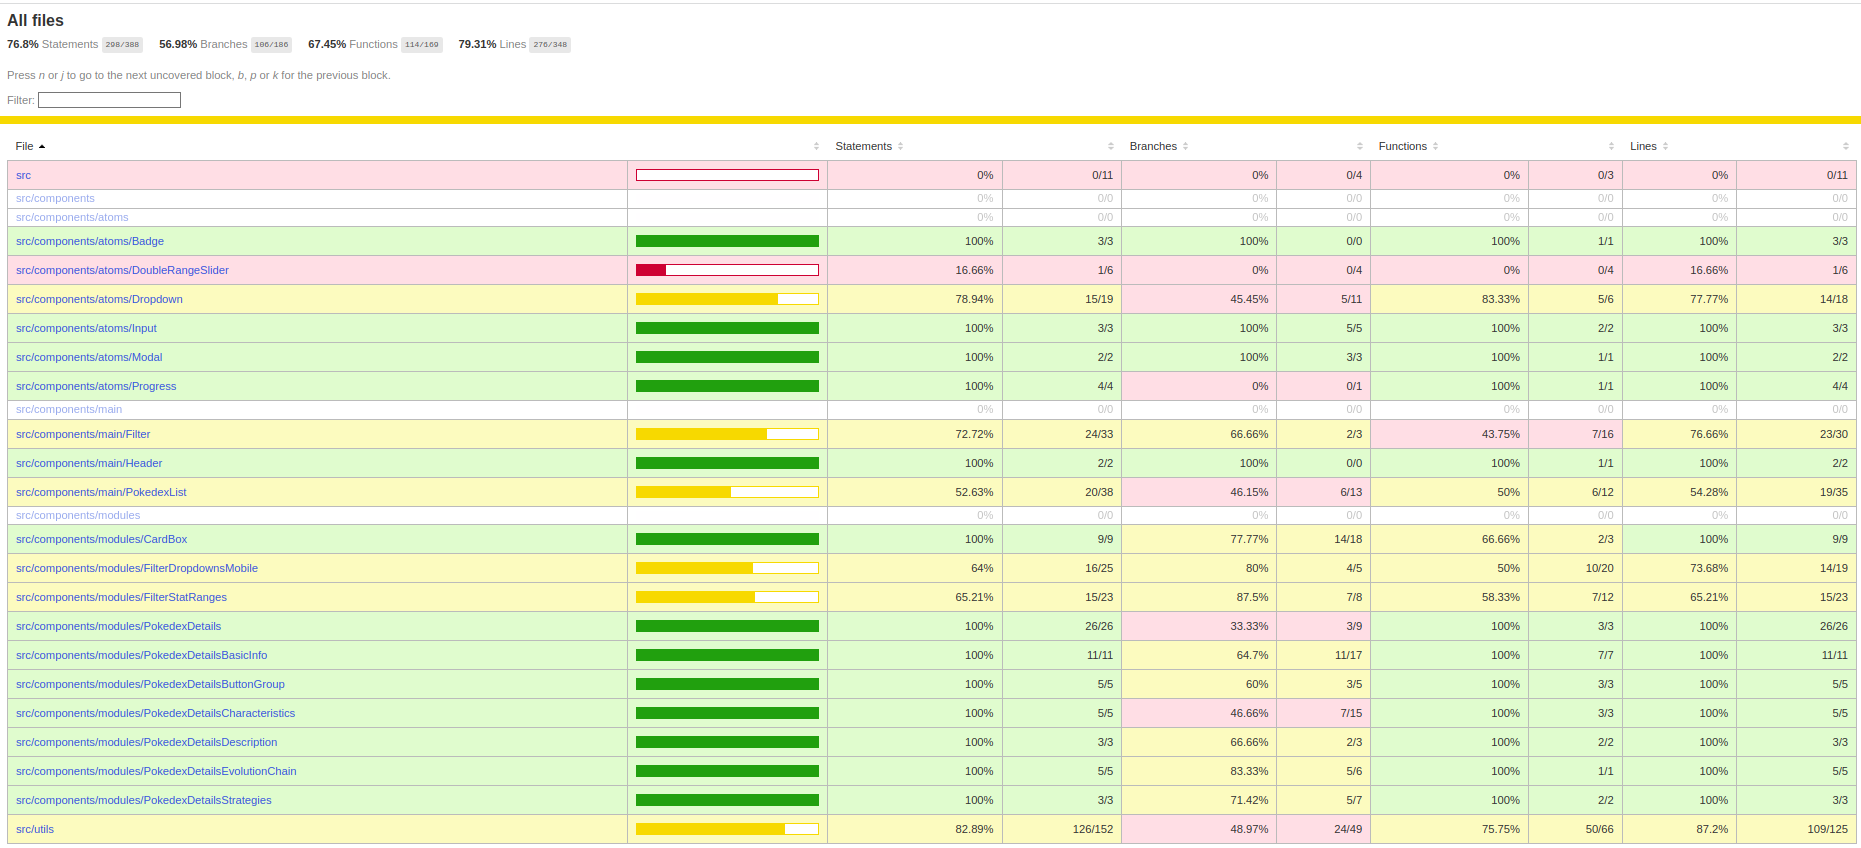 All files
76.8% Statements 298/388 56.98% Branches 106/186 67.45% Functions 114/169 79.31% Lines 276/348
Press n or j to go to the next uncovered block, b, p or k for the previous block.
Filter:
File Statements Branches Functions Lines
src 0% 0/11 0% 0/4 0% 0/3 0% 0/11
src/components 0% 0/0 0% 0/0 0% 0/0 0% 0/0
src/components/atoms 0% 0/0 0% 0/0 0% 0/0 0% 0/0
src/components/atoms/Badge 100% 3/3 100% 0/0 100% 1/1 100% 3/3
src/components/atoms/DoubleRangeSlider 16.66% 1/6 0% 0/4 0% 0/4 16.66% 1/6
src/components/atoms/Dropdown 78.94% 15/19 45.45% 5/11 83.33% 5/6 77.77% 14/18
src/components/atoms/Input 100% 3/3 100% 5/5 100% 2/2 100% 3/3
src/components/atoms/Modal 100% 2/2 100% 3/3 100% 1/1 100% 2/2
src/components/atoms/Progress 100% 4/4 0% 0/1 100% 1/1 100% 4/4
src/components/main 0% 0/0 0% 0/0 0% 0/0 0% 0/0
src/components/main/Filter 72.72% 24/33 66.66% 2/3 43.75% 7/16 76.66% 23/30
src/components/main/Header 100% 2/2 100% 0/0 100% 1/1 100% 2/2
src/components/main/PokedexList 52.63% 20/38 46.15% 6/13 50% 6/12 54.28% 19/35
src/components/modules 0% 0/0 0% 0/0 0% 0/0 0% 0/0
src/components/modules/CardBox 100% 9/9 77.77% 14/18 66.66% 2/3 100% 9/9
src/components/modules/FilterDropdownsMobile 64% 16/25 80% 4/5 50% 10/20 73.68% 14/19
src/components/modules/FilterStatRanges 65.21% 15/23 87.5% 7/8 58.33% 7/12 65.21% 15/23
src/components/modules/PokedexDetails 100% 26/26 33.33% 3/9 100% 3/3 100% 26/26
src/components/modules/PokedexDetailsBasicInfo 100% 11/11 64.7% 11/17 100% 7/7 100% 11/11
src/components/modules/PokedexDetailsButtonGroup 100% 5/5 60% 3/5 100% 3/3 100% 5/5
src/components/modules/PokedexDetailsCharacteristics 100% 5/5 46.66% 7/15 100% 3/3 100% 5/5
src/components/modules/PokedexDetailsDescription 100% 3/3 66.66% 2/3 100% 2/2 100% 3/3
src/components/modules/PokedexDetailsEvolutionChain 100% 5/5 83.33% 5/6 100% 1/1 100% 5/5
src/components/modules/PokedexDetailsStrategies 100% 3/3 71.42% 5/7 100% 2/2 100% 3/3
src/utils 82.89% 126/152 48.97% 24/49 75.75% 50/66 87.2% 109/125